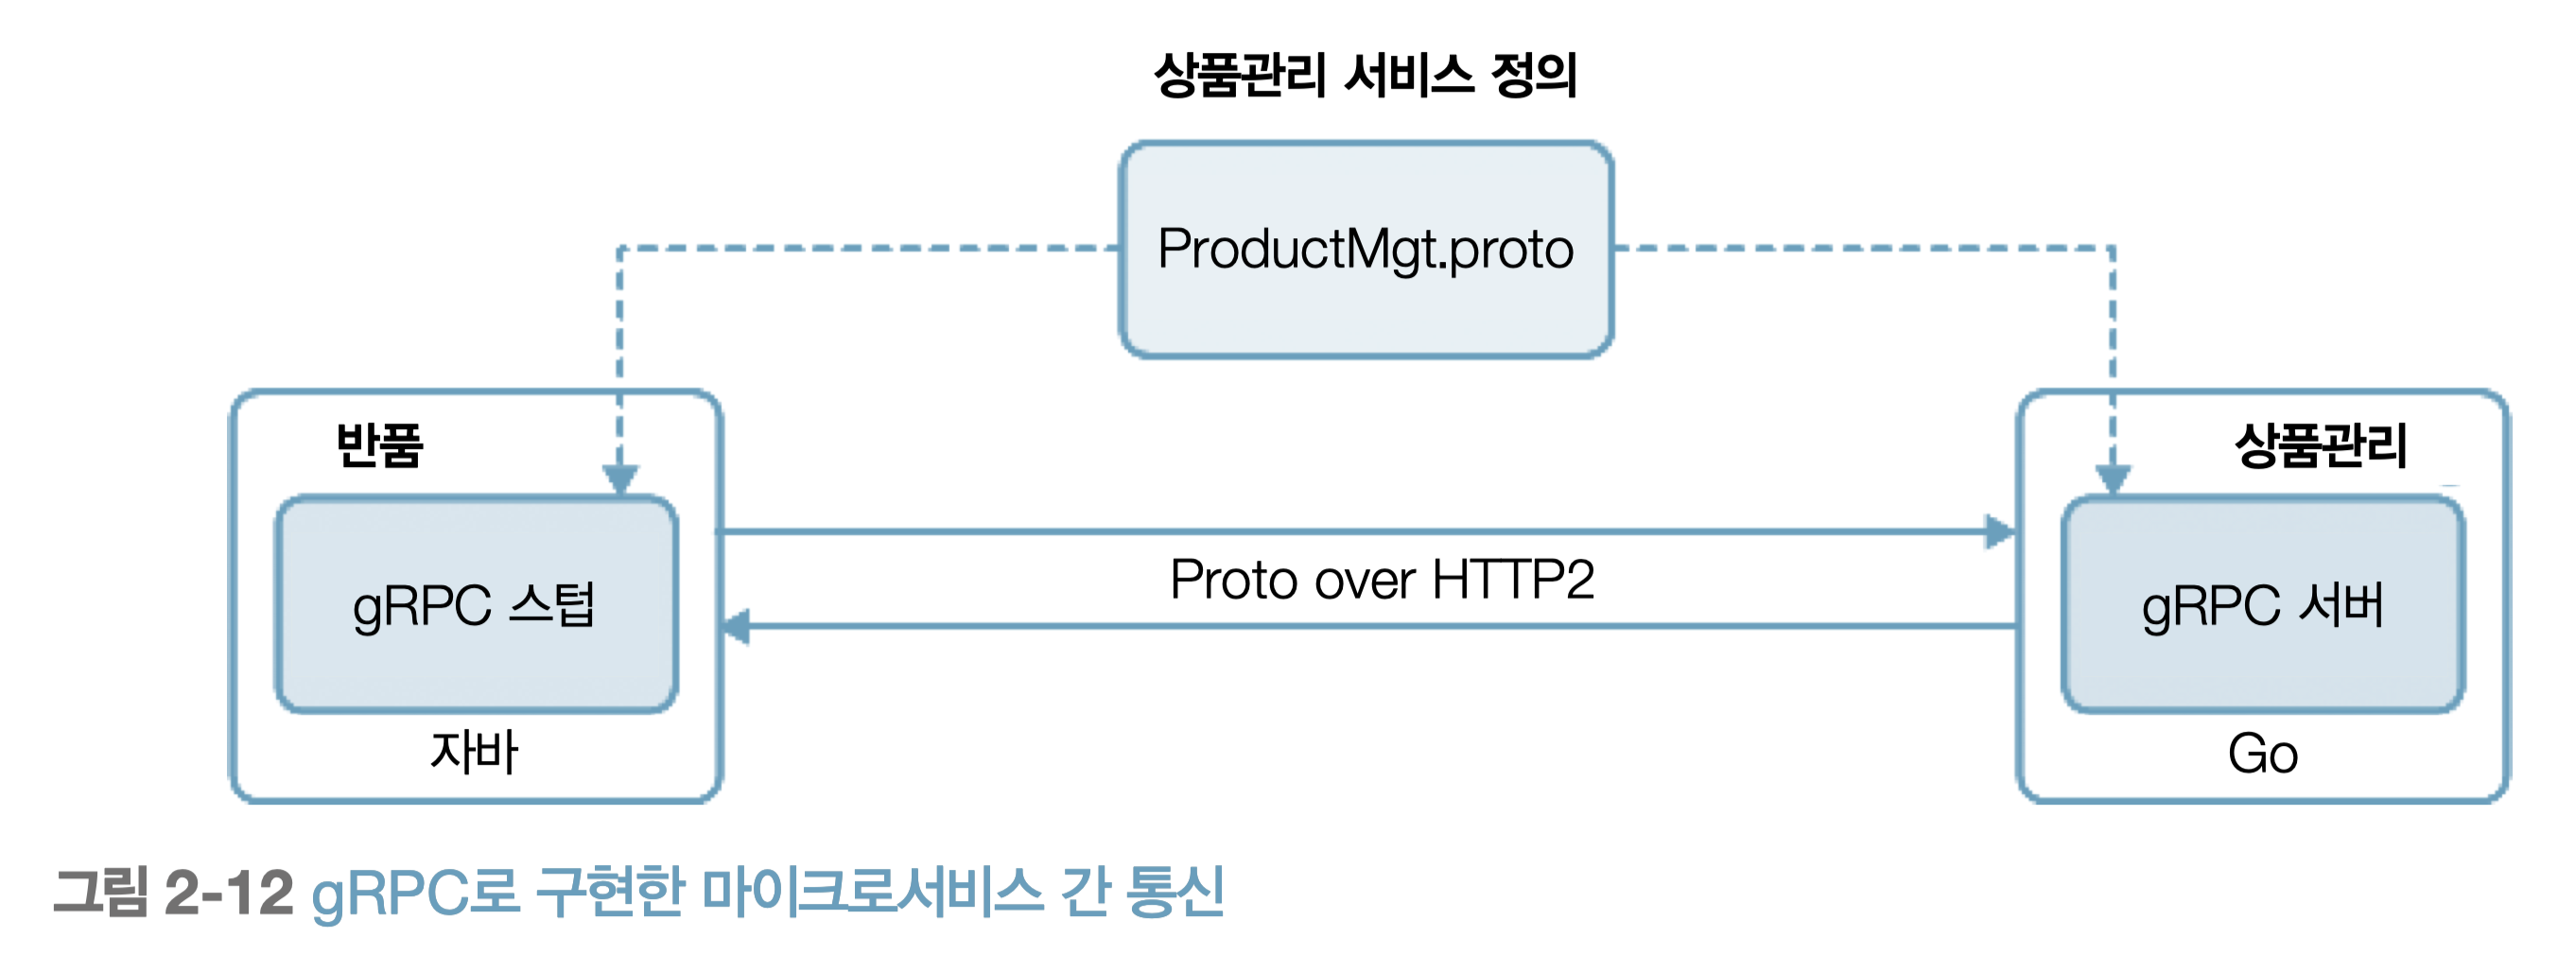 상품관리 서비스 정의
ProductMgt.proto
반품
상품관리
gRPC 스텁
Proto over HTTP2
gRPC 서버
자바
Go
그림 2-12 gRPC로 구현한 마이크로서비스 간 통신